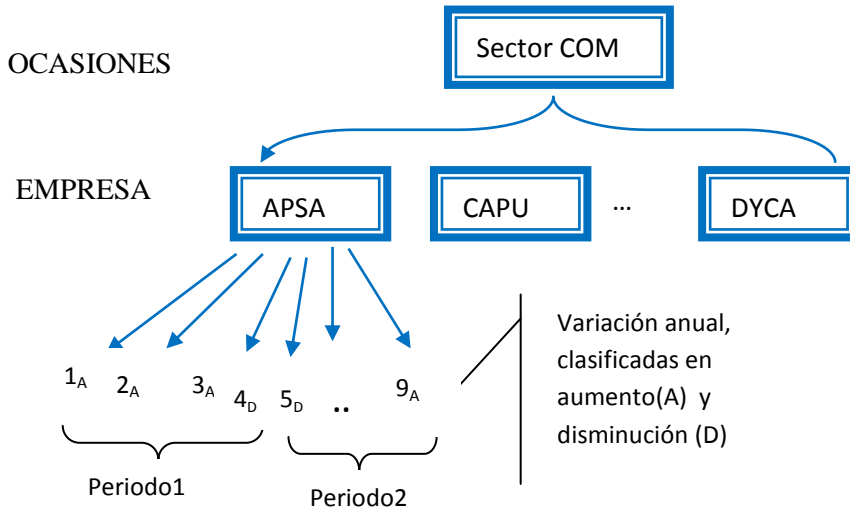 OCASIONES
Sector COM
EMPRESA
APSA
CAPU
...
DYCA
1A 2A 3A 4D 5D .. 9A
Periodo1
Periodo2
Variación anual,
clasificadas en
aumento(A) y
disminución (D)